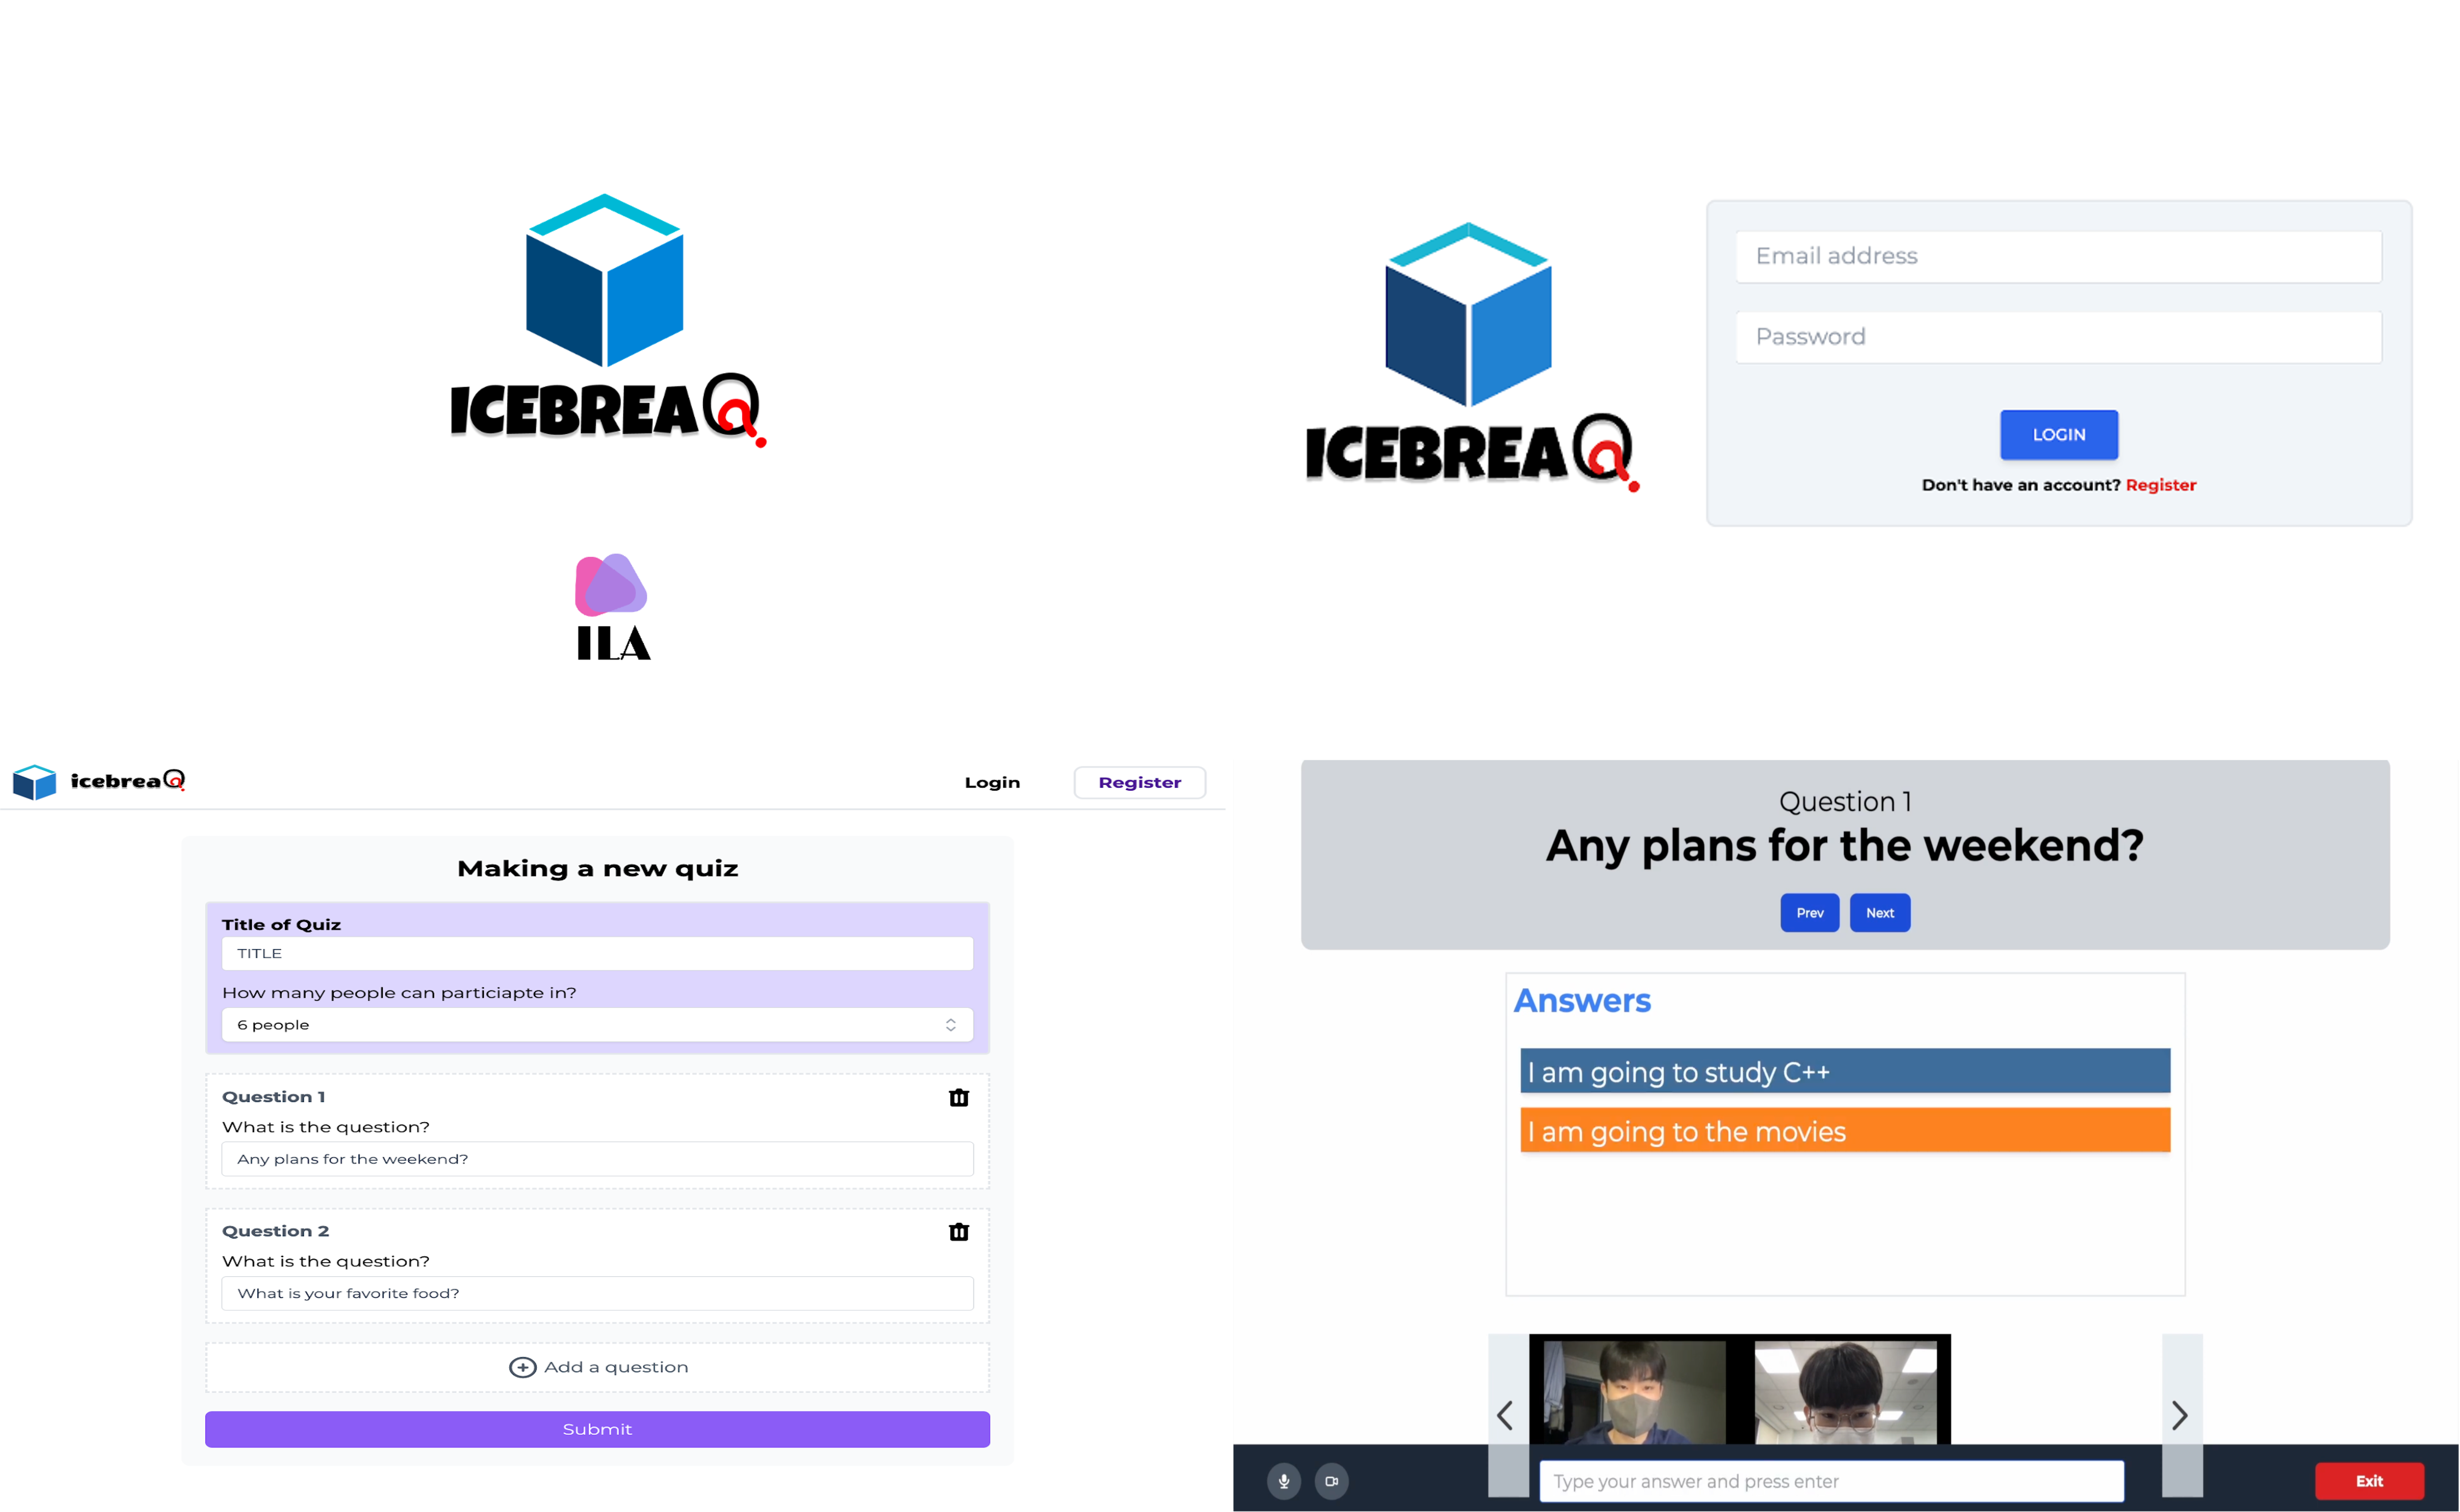 ICEBREAQ
ILA
ICEBREAQ
Email address
Password
LOGIN
Don't have an account? Register
icebreaQ
Login
Register
Making a new quiz
Title of Quiz
TITLE
How many people can particiapte in?
6 people
Question 1
What is the question?
Any plans for the weekend?
Question 2
What is the question?
What is your favorite food?
Add a question
Submit
Question 1
Any plans for the weekend?
Prev
Next
Answers
I am going to study C++
I am going to the movies
Type your answer and press enter
Exit